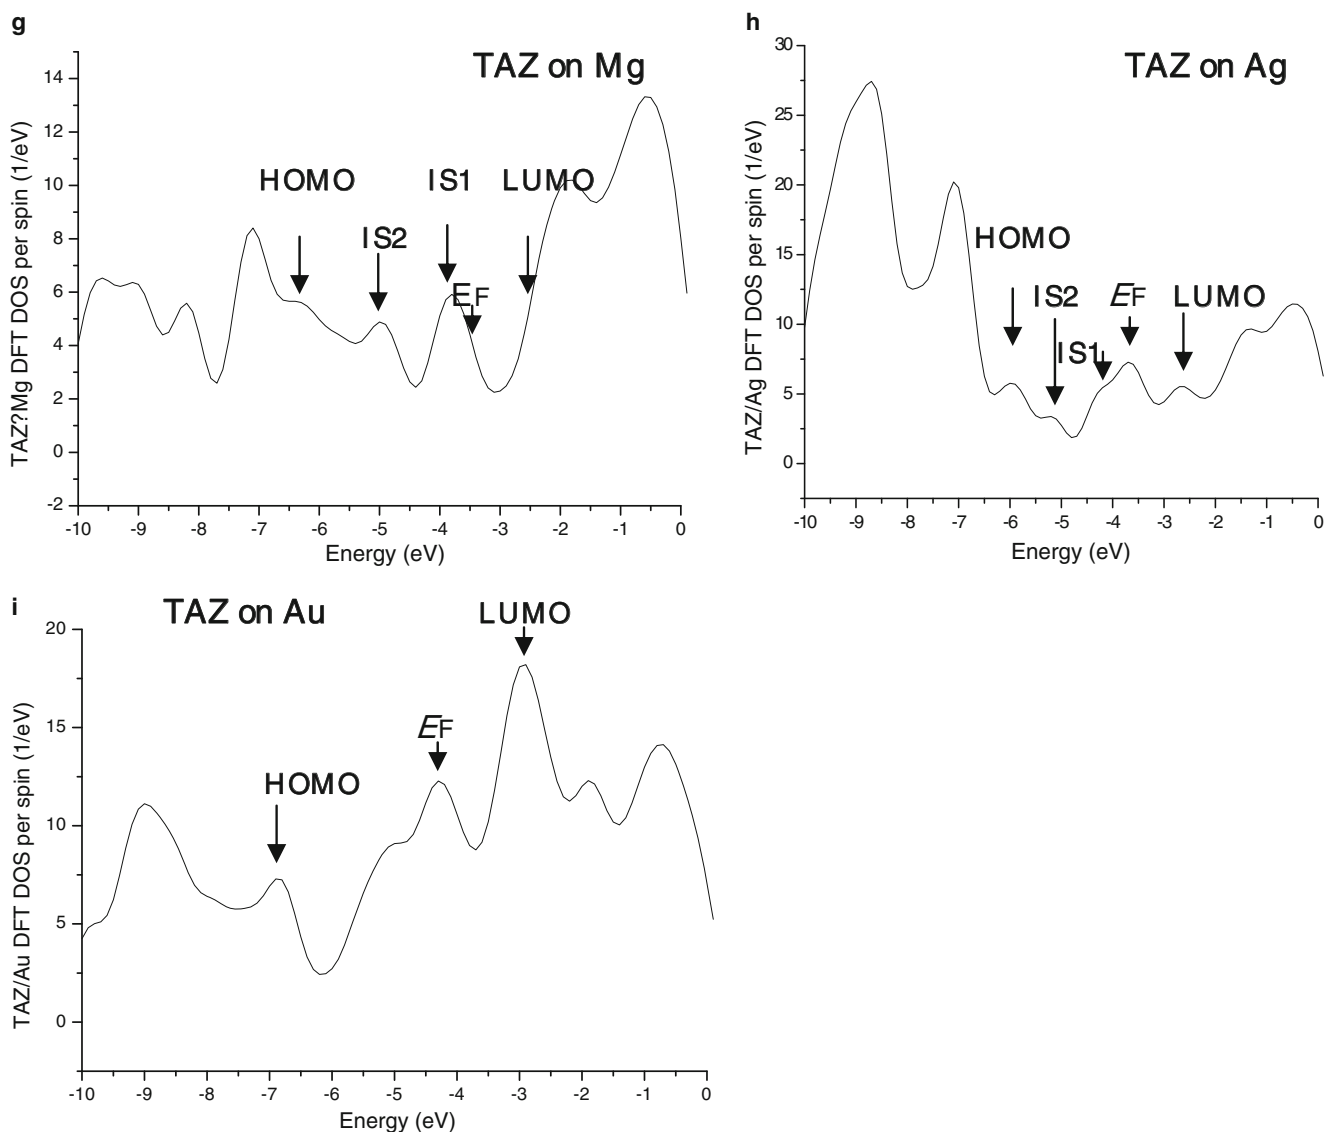 g
TAZ on Mg
TAZ?Mg DFT DOS per spin (1/eV)
14
12
10
8
6
4
2
0
-2
HOMO
IS2
IS1
EF
LUMO
-10 -9 -8 -7 -6 -5 -4 -3 -2 -1 0
Energy (eV)
h
TAZ on Ag
TAZ/Ag DFT DOS per spin (1/eV)
30
25
20
15
10
5
0
HOMO
IS2
IS1
EF
LUMO
-10 -9 -8 -7 -6 -5 -4 -3 -2 -1 0
Energy (eV)
i
TAZ on Au
TAZ/Au DFT DOS per spin (1/eV)
20
15
10
5
0
HOMO
EF
LUMO
-10 -9 -8 -7 -6 -5 -4 -3 -2 -1 0
Energy (eV)